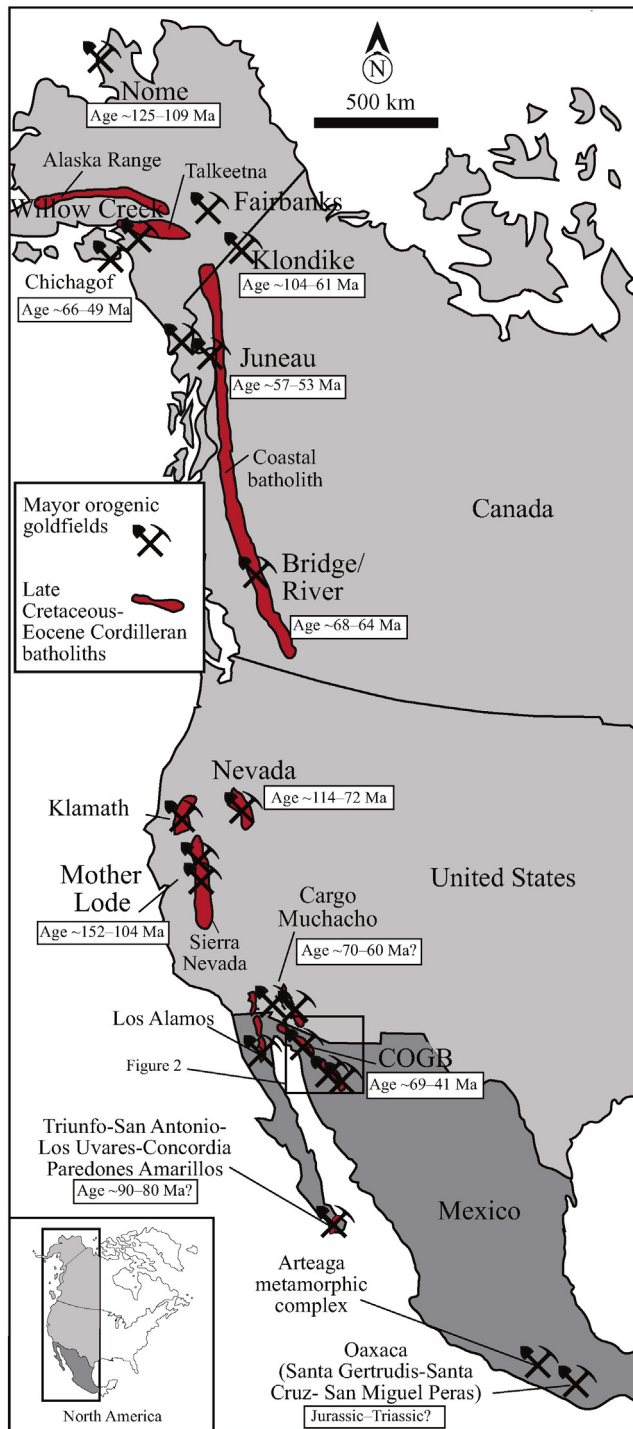 N
500 km
Nome
Age ~125–109 Ma
Alaska Range
Talkeetna
Willow Creek
Fairbanks
Klondike
Age ~104–61 Ma
Chichagof
Age ~66–49 Ma
Juneau
Age ~57–53 Ma
Coastal
batholith
Canada
Mayor orogenic
goldfields
Late
Cretaceous-
Eocene Cordilleran
batholiths
Bridge/
River
Age ~68–64 Ma
Nevada
Age ~114–72 Ma
Klamath
Mother
Lode
Age ~152–104 Ma
Sierra
Nevada
United States
Cargo
Muchacho
Age ~70–60 Ma?
Los Alamos
Figure 2
COGB
Age ~69–41 Ma
Triunfo-San Antonio-
Los Uvares-Concordia
Paredones Amarillos
Age ~90–80 Ma?
Mexico
Arteaga
metamorphic
complex
Oaxaca
(Santa Gertrudis-Santa
Cruz- San Miguel Peras)
Jurassic–Triassic?
North America